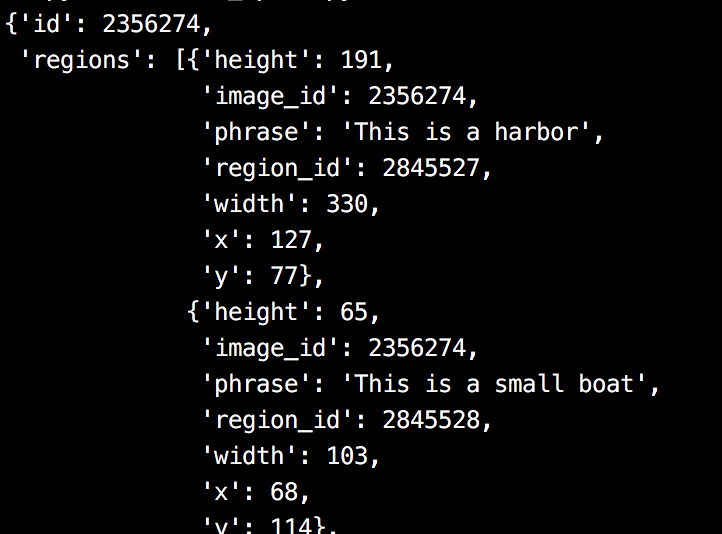 {'id': 2356274,
 'regions': [{'height': 191,
              'image_id': 2356274,
              'phrase': 'This is a harbor',
              'region_id': 2845527,
              'width': 330,
              'x': 127,
              'y': 77},
             {'height': 65,
              'image_id': 2356274,
              'phrase': 'This is a small boat',
              'region_id': 2845528,
              'width': 103,
              'x': 68,
              'y': 114},